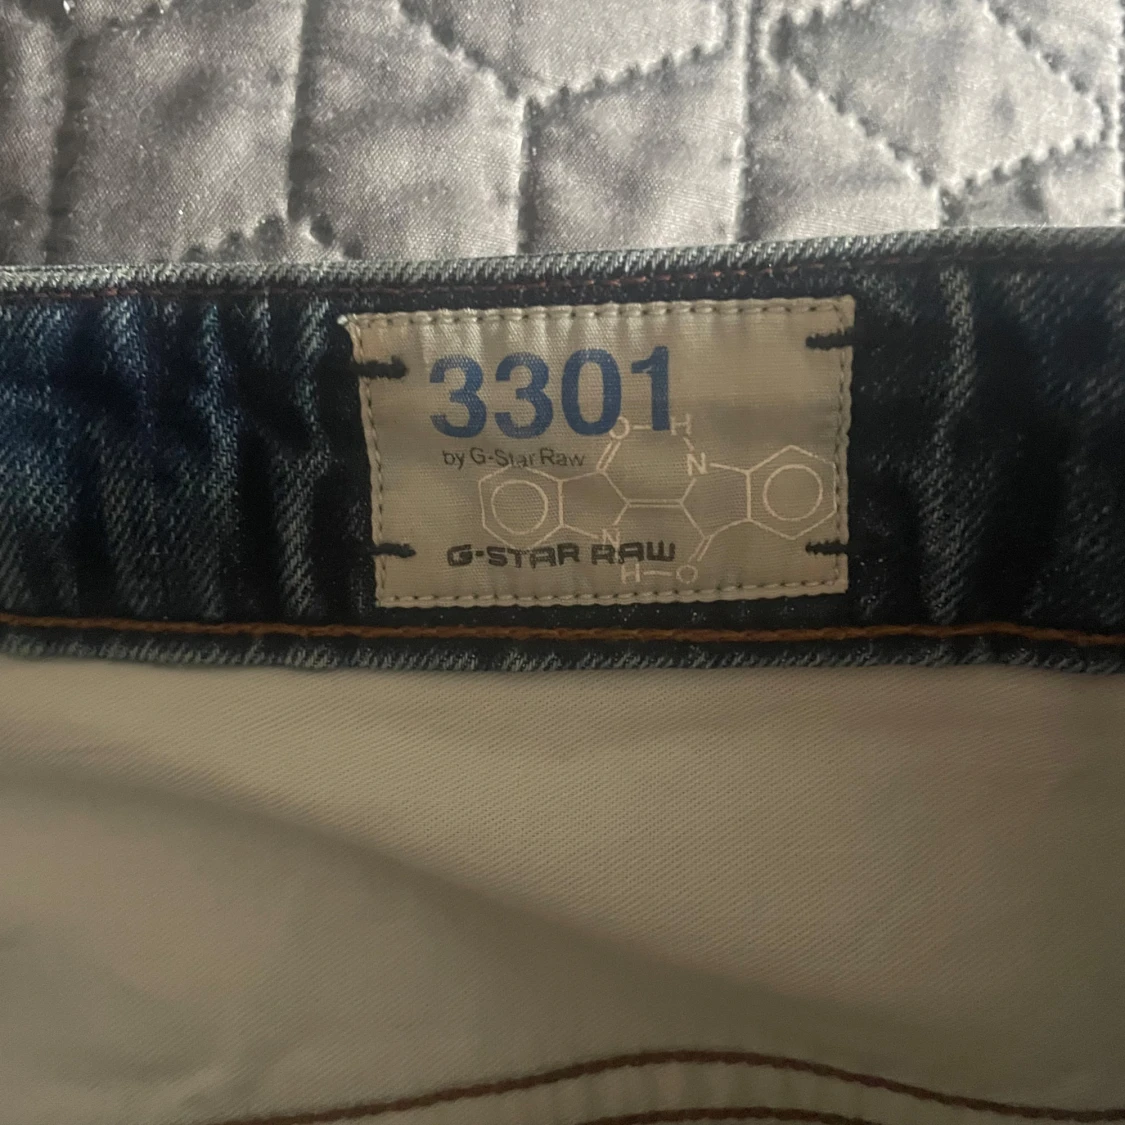 3301
by G-Star Raw
O H
N
N
G-STAR RAW
H O